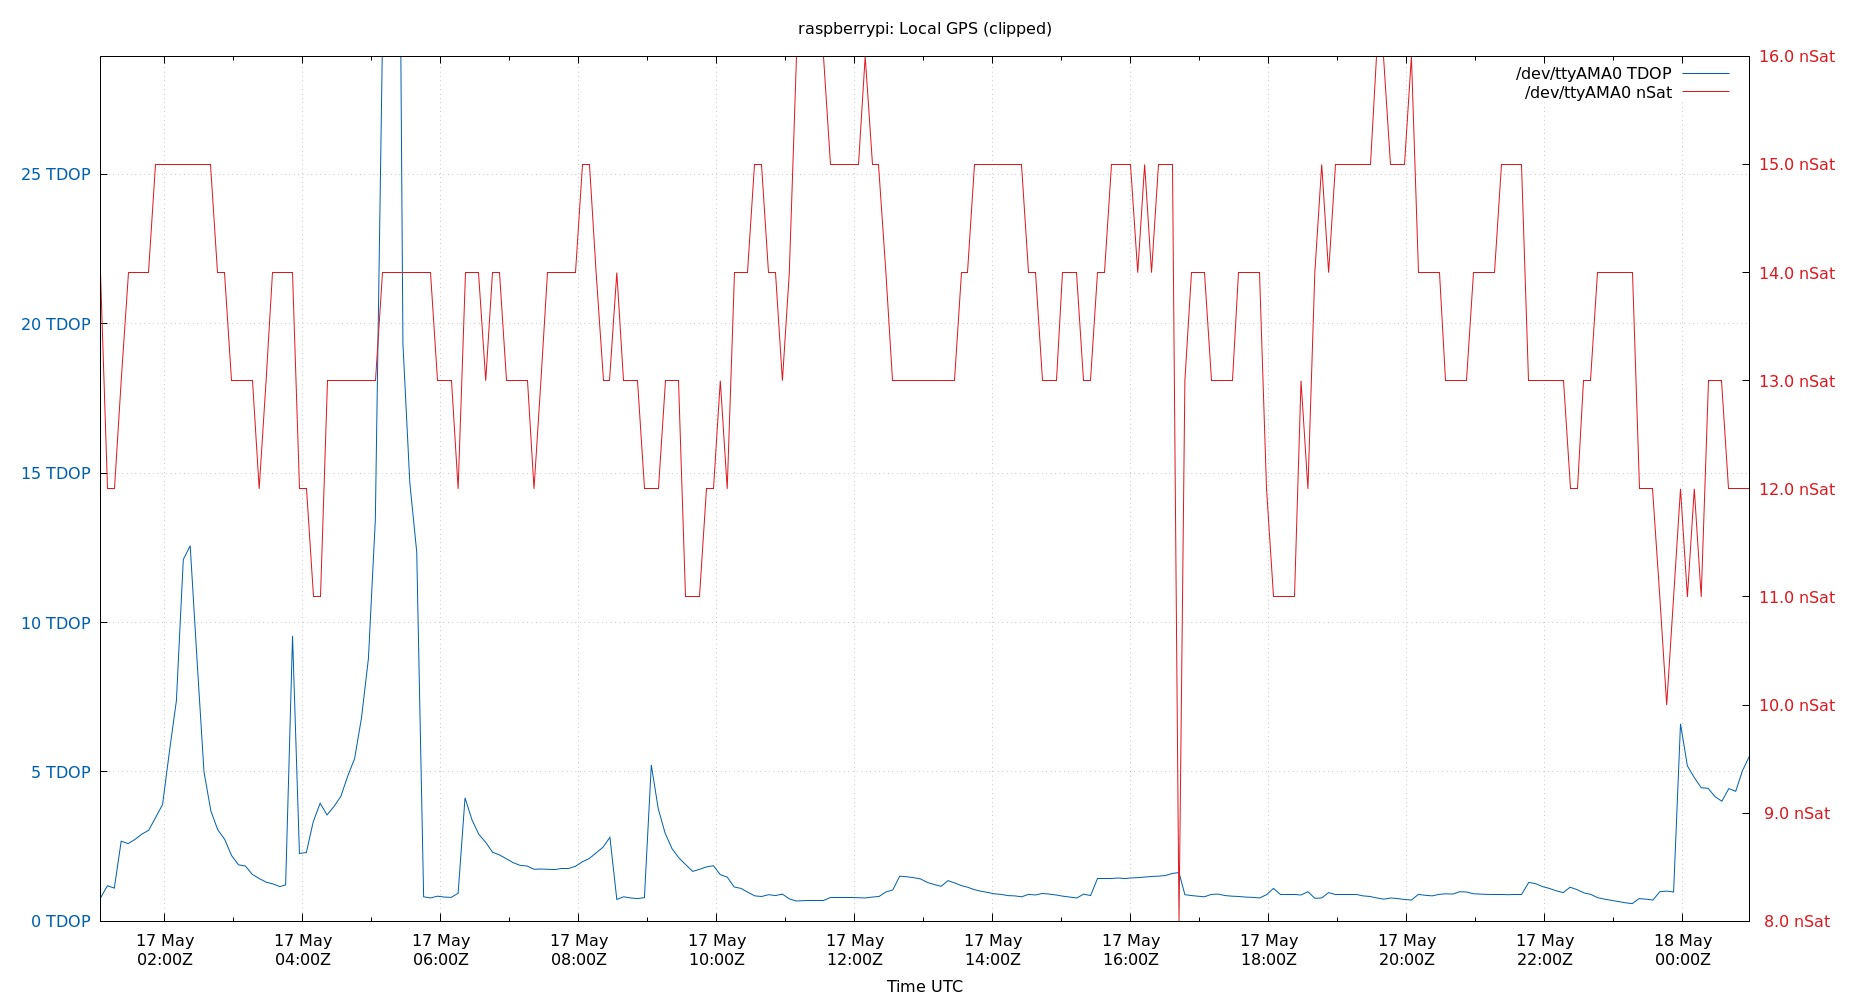 raspberrypi: Local GPS (clipped)
/dev/ttyAMA0 TDOP
/dev/ttyAMA0 nSat
25 TDOP
20 TDOP
15 TDOP
10 TDOP
5 TDOP
0 TDOP
16.0 nSat
15.0 nSat
14.0 nSat
13.0 nSat
12.0 nSat
11.0 nSat
10.0 nSat
9.0 nSat
8.0 nSat
17 May 17 May 17 May 17 May 17 May 17 May 17 May 17 May 17 May 17 May 17 May 18 May
02:00Z 04:00Z 06:00Z 08:00Z 10:00Z 12:00Z 14:00Z 16:00Z 18:00Z 20:00Z 22:00Z 00:00Z
Time UTC